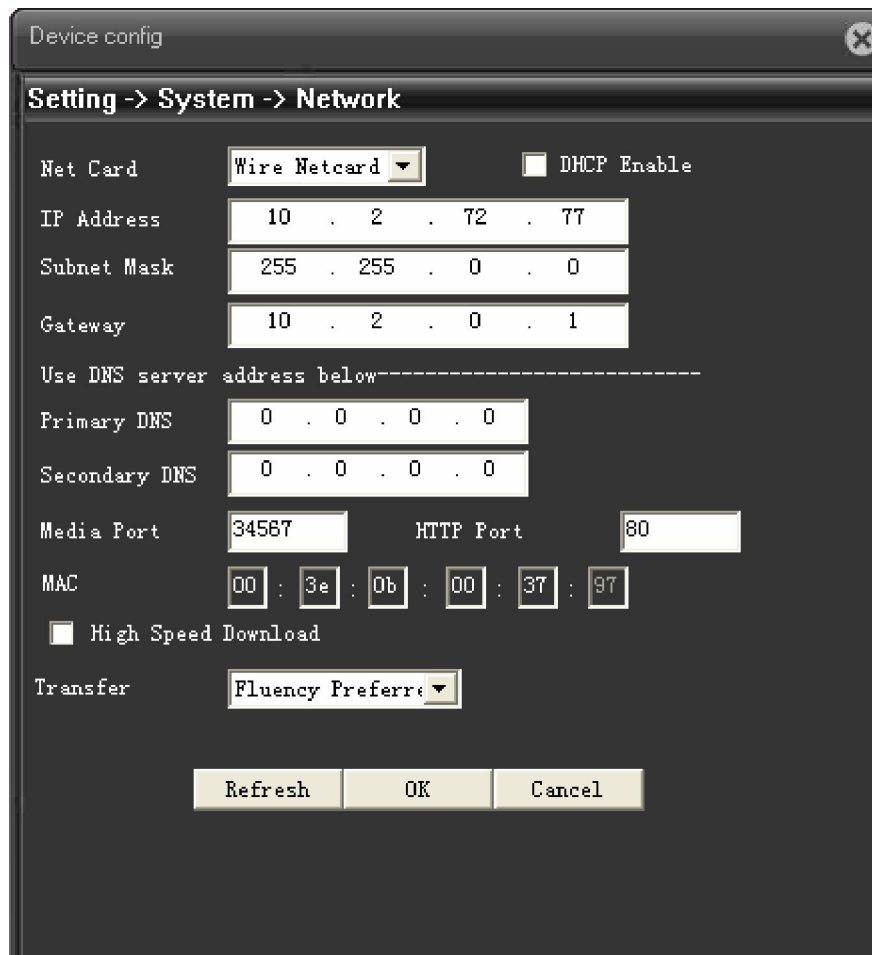 Device config
Setting -> System -> Network
Net Card Wire Netcard DHCP Enable
IP Address 10 . 2 . 72 . 77
Subnet Mask 255 . 255 . 0 . 0
Gateway 10 . 2 . 0 . 1
Use DNS server address below---------------------------
Primary DNS 0 . 0 . 0 . 0
Secondary DNS 0 . 0 . 0 . 0
Media Port 34567 HTTP Port 80
MAC 00 : 3e : 0b : 00 : 37 : 97
High Speed Download
Transfer Fluency Preferre
Refresh OK Cancel